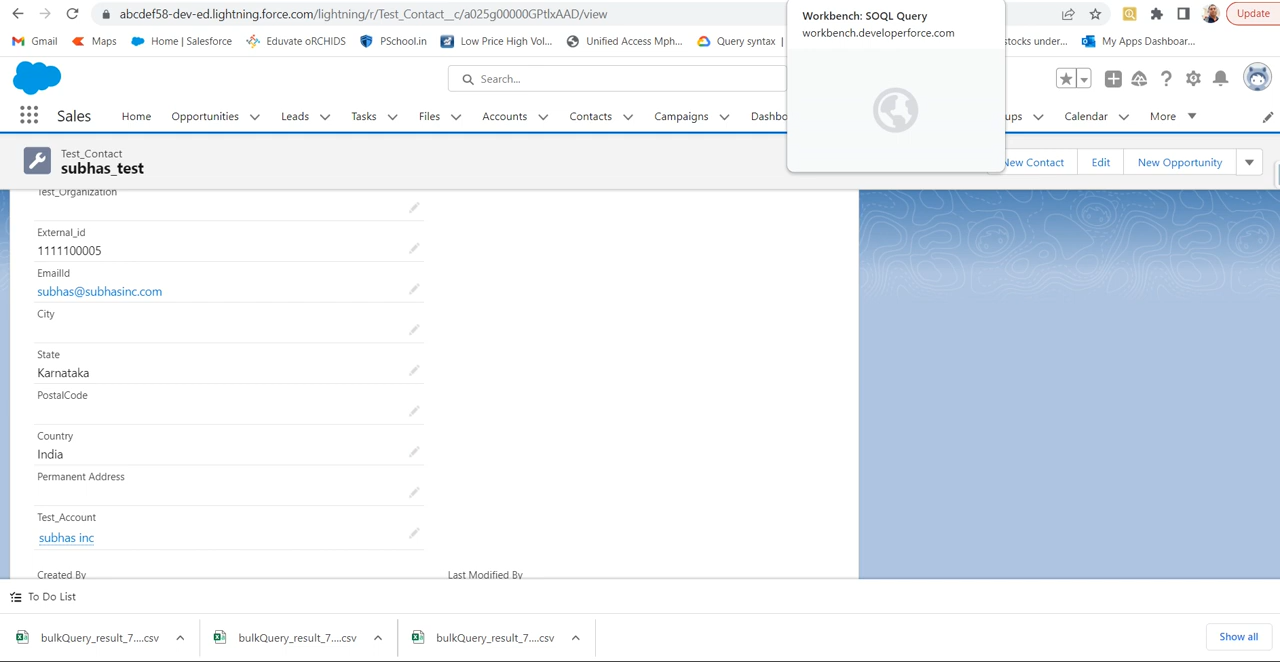 abcdef58-dev-ed.lightning.force.com/lightning/r/Test_Contact__c/a025g00000GPtlxAAD/view
Update
Workbench: SOQL Query
workbench.developerforce.com
Gmail
Maps
Home | Salesforce
Eduvate oRCHIDS
PSchool.in
Low Price High Vol...
Unified Access Mph...
Query syntax |
stocks under...
My Apps Dashboar...
Search...
Sales
Home
Opportunities
Leads
Tasks
Files
Accounts
Contacts
Campaigns
Dashbo
ups
Calendar
More
Test_Contact
subhas_test
New Contact
Edit
New Opportunity
Test_Organization
External_id
1111100005
EmailId
subhas@subhasinc.com
City
State
Karnataka
PostalCode
Country
India
Permanent Address
Test_Account
subhas inc
Created By
Last Modified By
To Do List
bulkQuery_result_7....csv
bulkQuery_result_7....csv
bulkQuery_result_7....csv
Show all